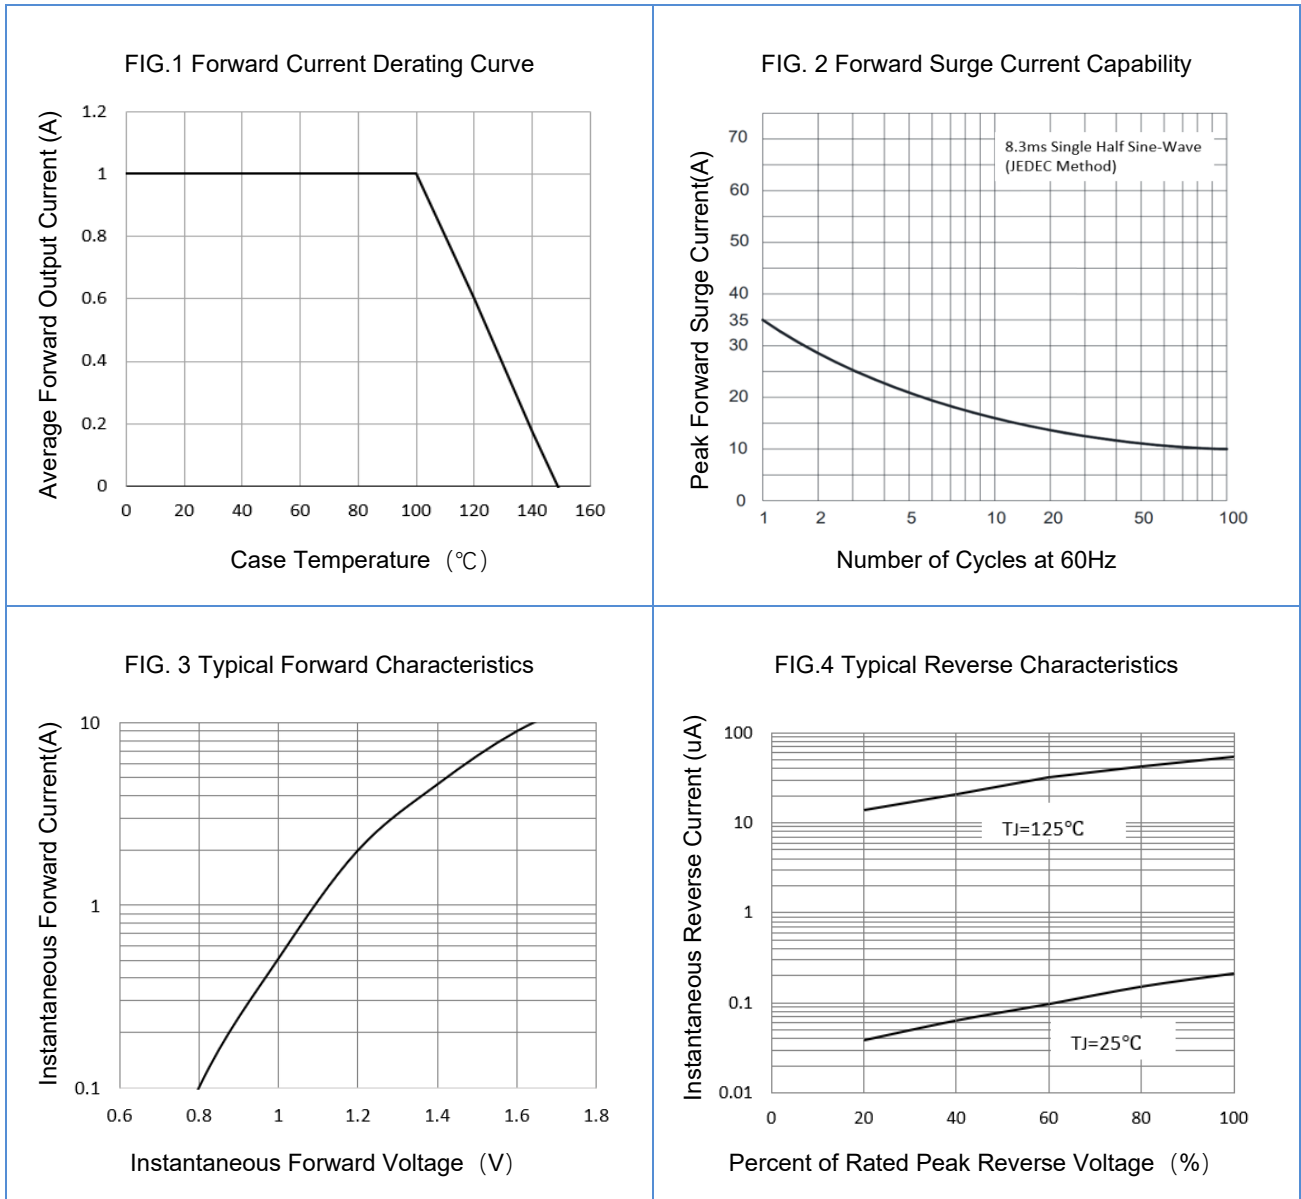 FIG.1 Forward Current Derating Curve
Average Forward Output Current (A)
1.2
1
0.8
0.6
0.4
0.2
0
0 20 40 60 80 100 120 140 160
Case Temperature（℃）
FIG. 2 Forward Surge Current Capability
Peak Forward Surge Current(A)
8.3ms Single Half Sine-Wave
(JEDEC Method)
70
60
50
40
35
30
20
10
0
1 2 5 10 20 50 100
Number of Cycles at 60Hz
FIG. 3 Typical Forward Characteristics
Instantaneous Forward Current(A)
10
1
0.1
0.6 0.8 1 1.2 1.4 1.6 1.8
Instantaneous Forward Voltage（V）
FIG.4 Typical Reverse Characteristics
Instantaneous Reverse Current (uA)
100
10
1
0.1
0.01
TJ=125℃
TJ=25℃
0 20 40 60 80 100
Percent of Rated Peak Reverse Voltage（%）